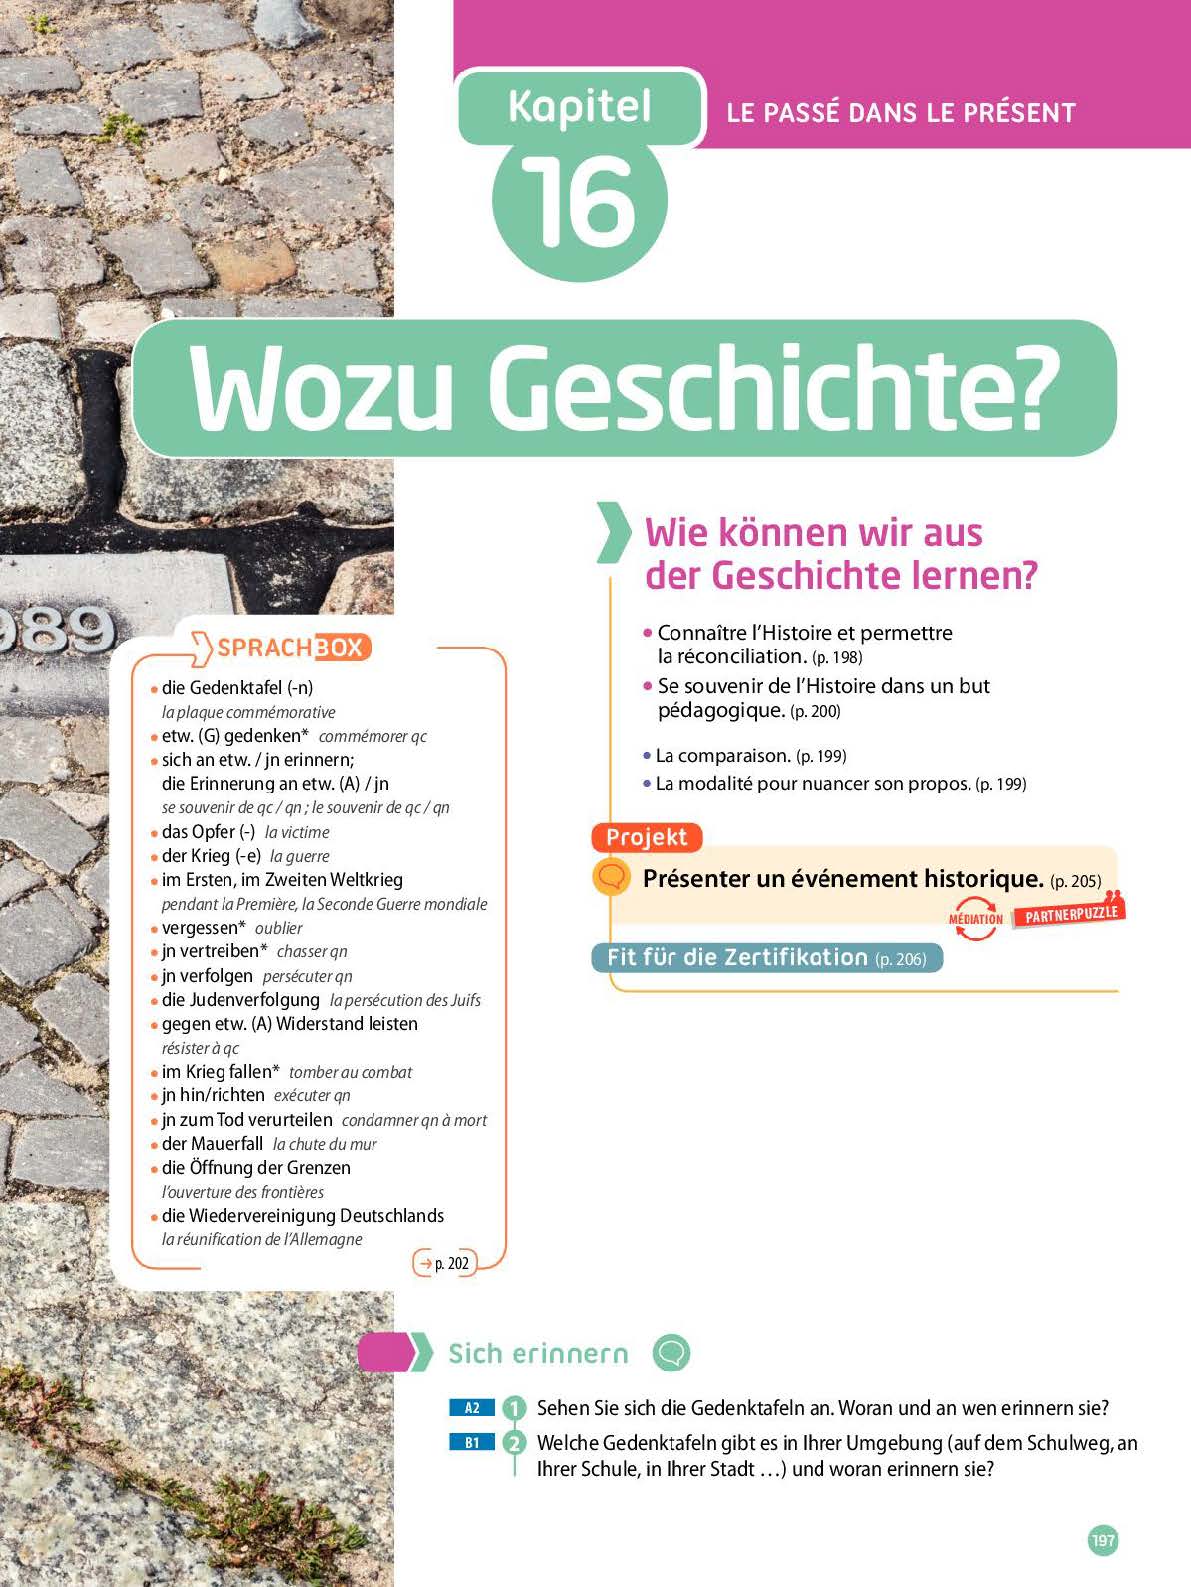 Kapitel
16
LE PASSÉ DANS LE PRÉSENT
Wozu Geschichte?
Wie können wir aus
der Geschichte lernen?
• Connaître l'Histoire et permettre
la réconciliation. (p. 198)
• Se souvenir de l'Histoire dans un but
pédagogique. (p. 200)
• La comparaison. (p. 199)
• La modalité pour nuancer son propos. (p. 199)
Projekt
Présenter un événement historique. (p. 205)
MÉDIATION
PARTNERPUZZLE
Fit für die Zertifikation (p. 206)
989
SPRACHBOX
• die Gedenktafel (-n)
la plaque commémorative
• etw. (G) gedenken* commémorer qc
• sich an etw. / jn erinnern;
die Erinnerung an etw. (A) / jn
se souvenir de qc / qn ; le souvenir de qc / qn
• das Opfer (-) la victime
• der Krieg (-e) la guerre
• im Ersten, im Zweiten Weltkrieg
pendant la Première, la Seconde Guerre mondiale
• vergessen* oublier
• jn vertreiben* chasser qn
• jn verfolgen persécuter qn
• die Judenverfolgung la persécution des Juifs
• gegen etw. (A) Widerstand leisten
résister à qc
• im Krieg fallen* tomber au combat
• jn hin/richten exécuter qn
• jn zum Tod verurteilen condamner qn à mort
• der Mauerfall la chute du mur
• die Öffnung der Grenzen
l'ouverture des frontières
• die Wiedervereinigung Deutschlands
la réunification de l'Allemagne
→ p. 202
Sich erinnern
A2 1 Sehen Sie sich die Gedenktafeln an. Woran und an wen erinnern sie?
B1 2 Welche Gedenktafeln gibt es in Ihrer Umgebung (auf dem Schulweg, an
Ihrer Schule, in Ihrer Stadt …) und woran erinnern sie?
197